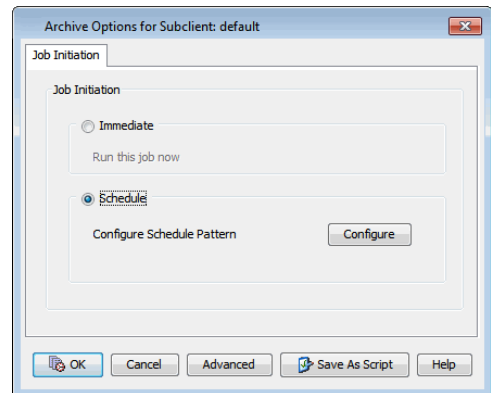 Archive Options for Subclient: default
Job Initiation
Job Initiation
Immediate
Run this job now
Schedule
Configure Schedule Pattern
Configure
OK
Cancel
Advanced
Save As Script
Help